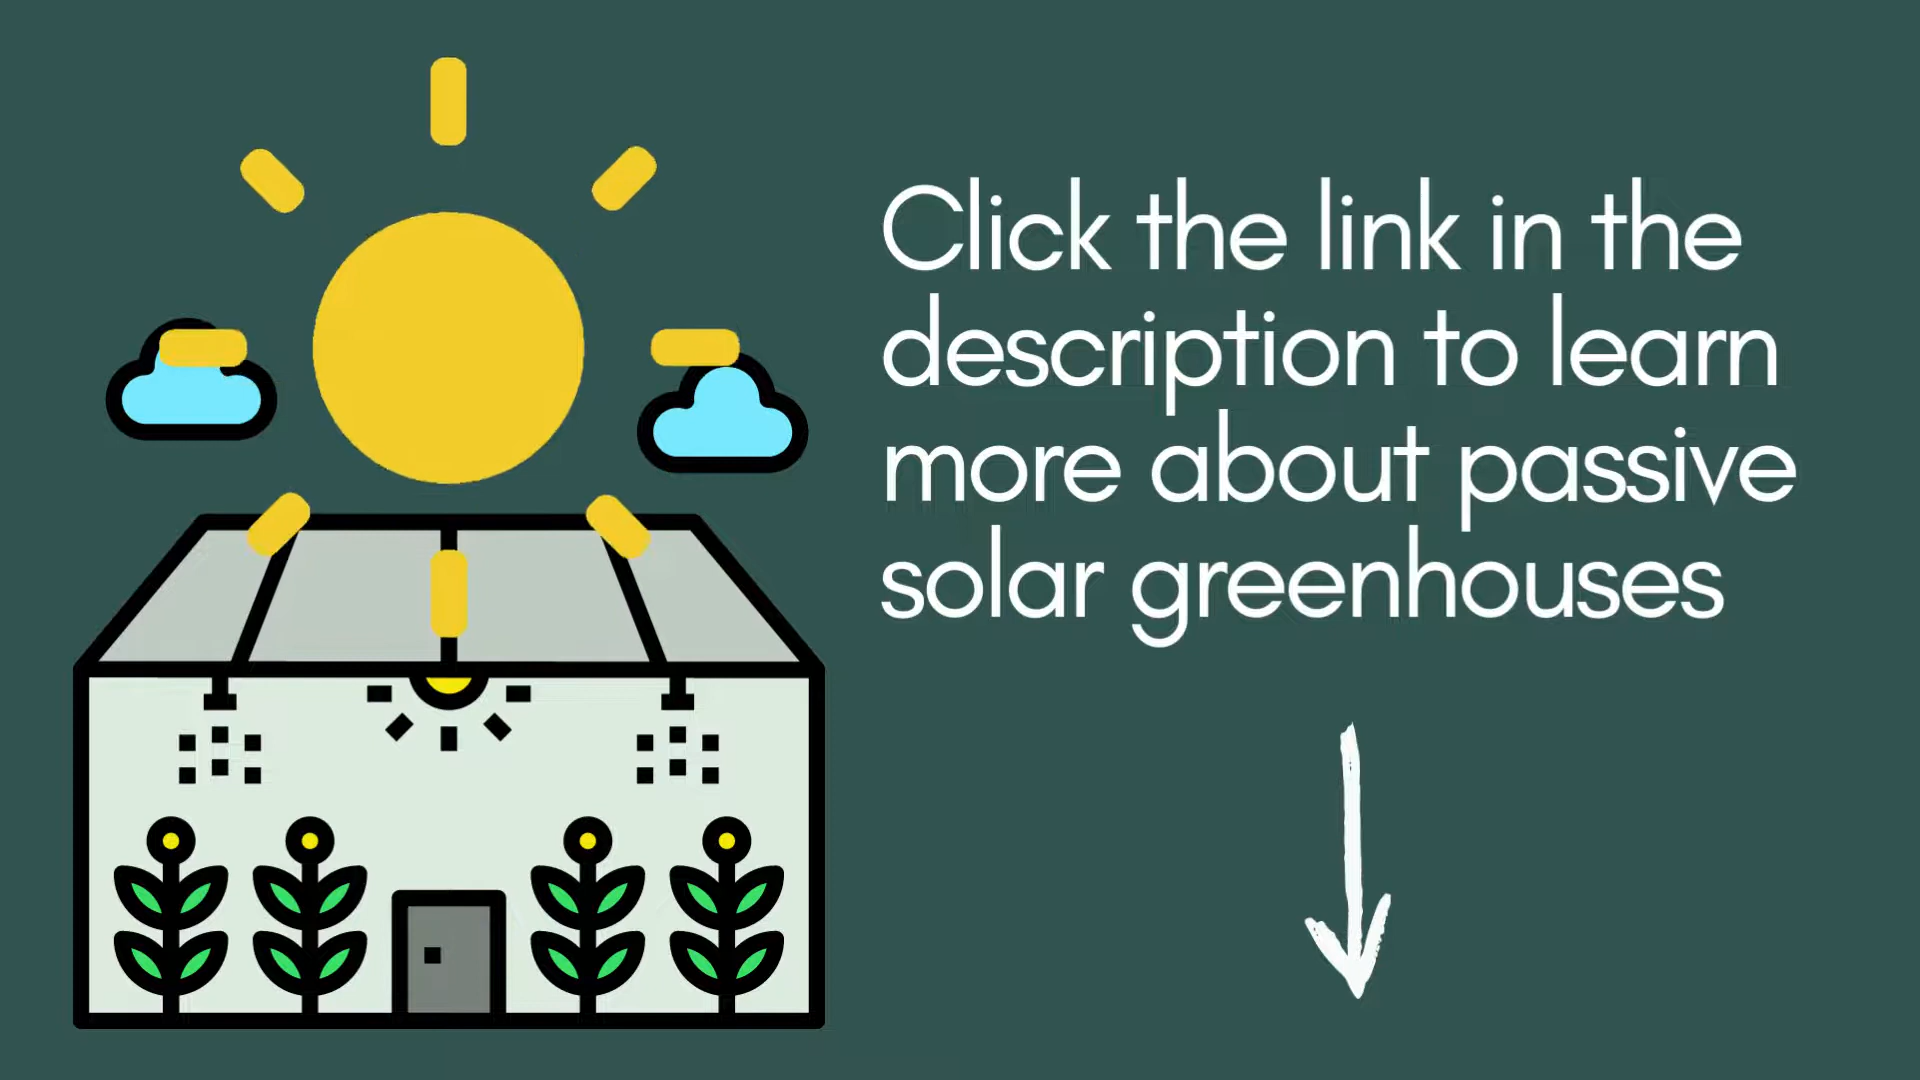 Click the link in the
description to learn
more about passive
solar greenhouses